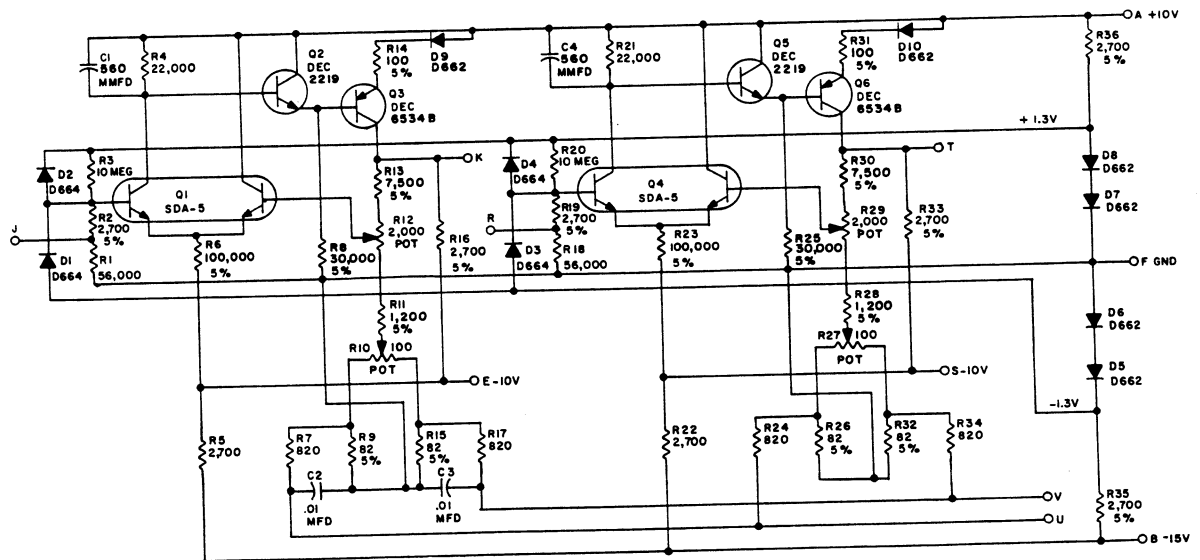 A +10V
C1
560
MMFD
R4
22,000
Q2
DEC
2219
R14
100
5%
D9
D662
Q3
DEC
6534B
C4
560
MMFD
R21
22,000
Q5
DEC
2219
R31
100
5%
D10
D662
Q6
DEC
6534B
R36
2,700
5%
+1.3V
D2
D664
R3
10 MEG
Q1
SDA-5
K
D4
D664
R20
10 MEG
Q4
SDA-5
T
D8
D662
D7
D662
R13
7,500
5%
R12
2,000
POT
R16
2,700
5%
R30
7,500
5%
R29
2,000
POT
R33
2,700
5%
J
R2
2,700
5%
R1
56,000
D1
D664
R6
100,000
5%
R8
30,000
5%
R
R19
2,700
5%
R18
56,000
D3
D664
R23
100,000
5%
R25
30,000
5%
F GND
R11
1,200
5%
R10
100
POT
R28
1,200
5%
R27
100
POT
D6
D662
D5
D662
E-10V
S-10V
-1.3V
R5
2,700
R7
820
R9
82
5%
R15
82
5%
R17
820
R22
2,700
R24
820
R26
82
5%
R32
82
5%
R34
820
C2
.01
MFD
C3
.01
MFD
V
U
R35
2,700
5%
B -15V